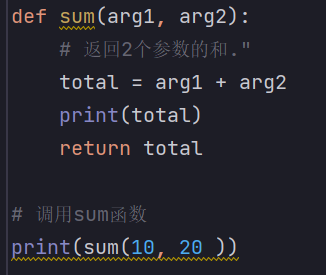 def sum(arg1, arg2):
    # 返回2个参数的和."
    total = arg1 + arg2
    print(total)
    return total

# 调用sum函数
print(sum(10, 20 ))